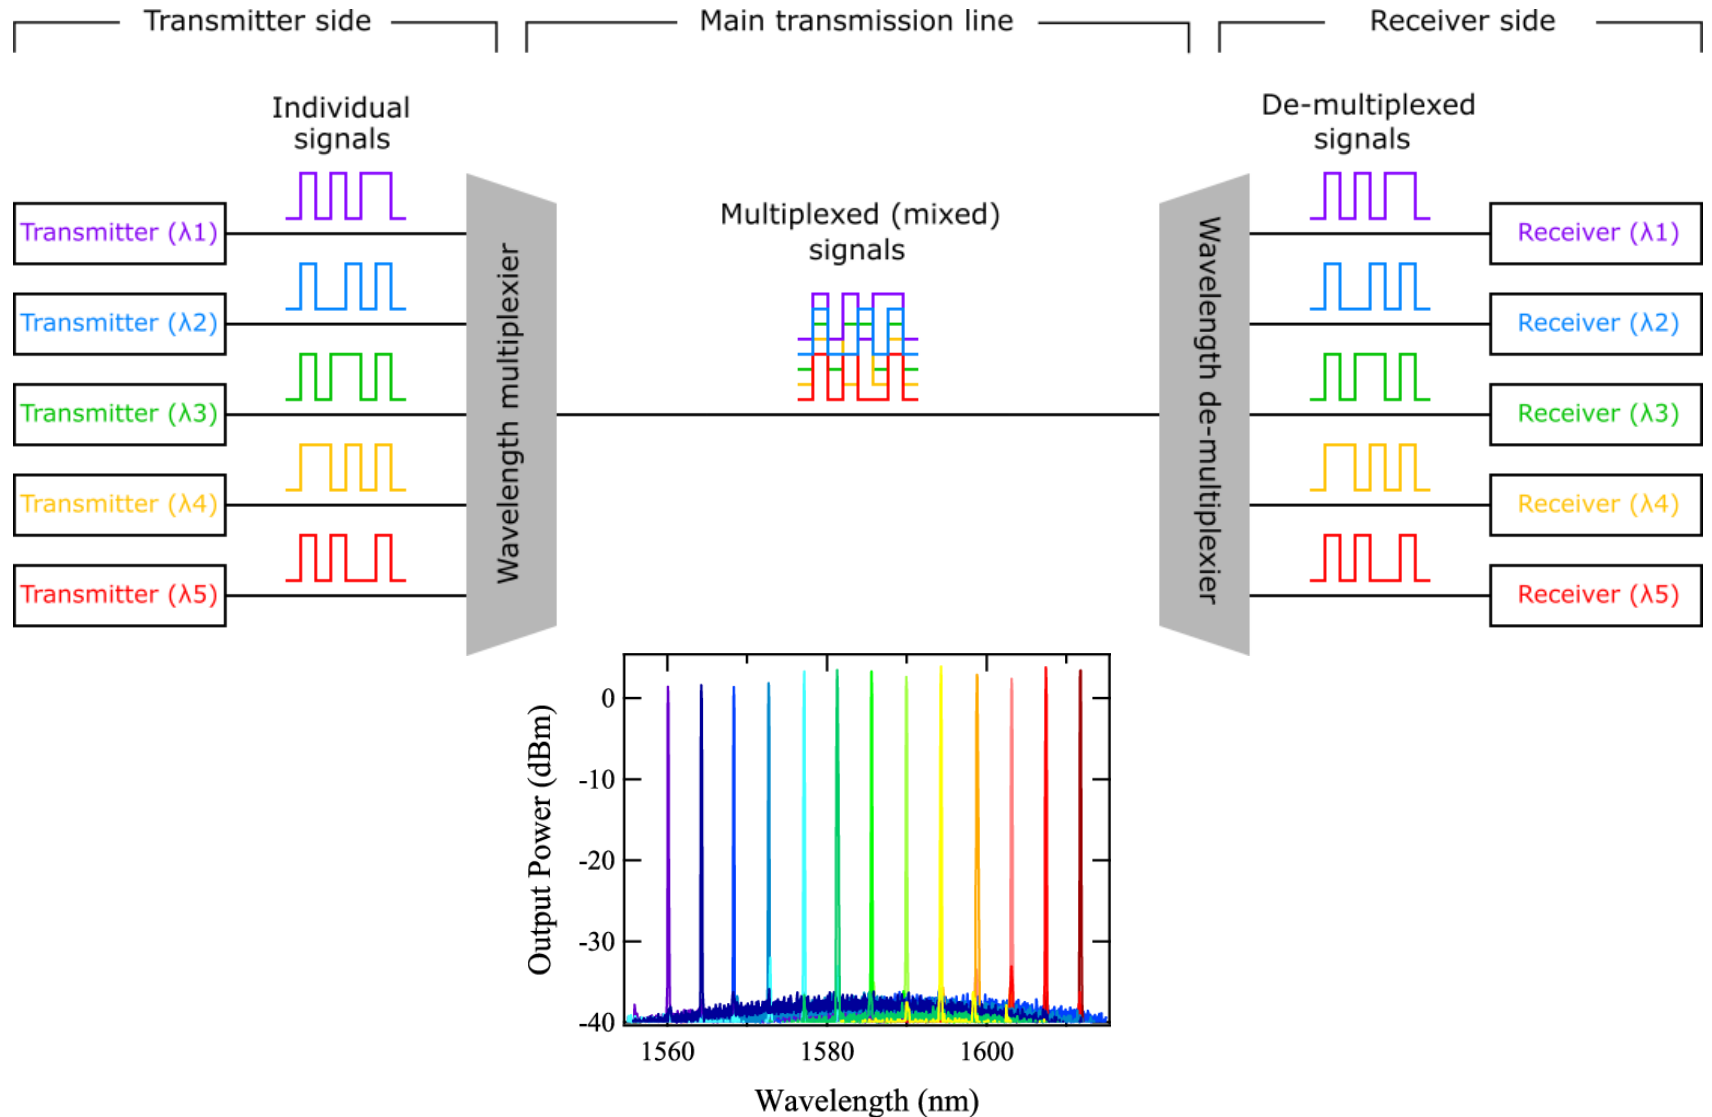 Transmitter side
Main transmission line
Receiver side
Individual
signals
De-multiplexed
signals
Multiplexed (mixed)
signals
Transmitter (λ1)
Transmitter (λ2)
Transmitter (λ3)
Transmitter (λ4)
Transmitter (λ5)
Wavelength multiplexier
Wavelength de-multiplexier
Receiver (λ1)
Receiver (λ2)
Receiver (λ3)
Receiver (λ4)
Receiver (λ5)
Output Power (dBm)
0
-10
-20
-30
-40
1560
1580
1600
Wavelength (nm)